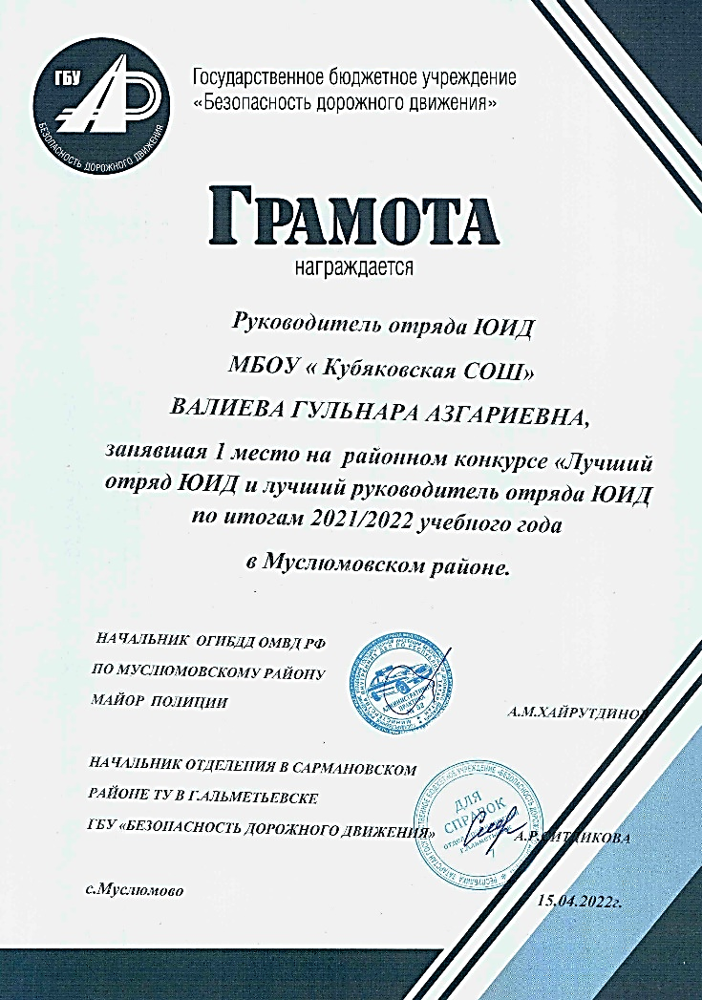 ГБУ
БЕЗОПАСНОСТЬ ДОРОЖНОГО ДВИЖЕНИЯ
Государственное бюджетное учреждение
«Безопасность дорожного движения»
ГРАМОТА
награждается
Руководитель отряда ЮИД
МБОУ « Кубяковская СОШ»
ВАЛИЕВА ГУЛЬНАРА АЗГАРИЕВНА,
занявшая 1 место на районном конкурсе «Лучший
отряд ЮИД и лучший руководитель отряда ЮИД
по итогам 2021/2022 учебного года
в Муслюмовском районе.
НАЧАЛЬНИК ОГИБДД ОМВД РФ
ПО МУСЛЮМОВСКОМУ РАЙОНУ
МАЙОР ПОЛИЦИИ
А.М.ХАЙРУТДИНОВ
НАЧАЛЬНИК ОТДЕЛЕНИЯ В САРМАНОВСКОМ
РАЙОНЕ ТУ В Г.АЛЬМЕТЬЕВСКЕ
ГБУ «БЕЗОПАСНОСТЬ ДОРОЖНОГО ДВИЖЕНИЯ»
ДЛЯ
СПРАВОК
А.Р.СИТДИКОВА
с.Муслюмово
15.04.2022г.